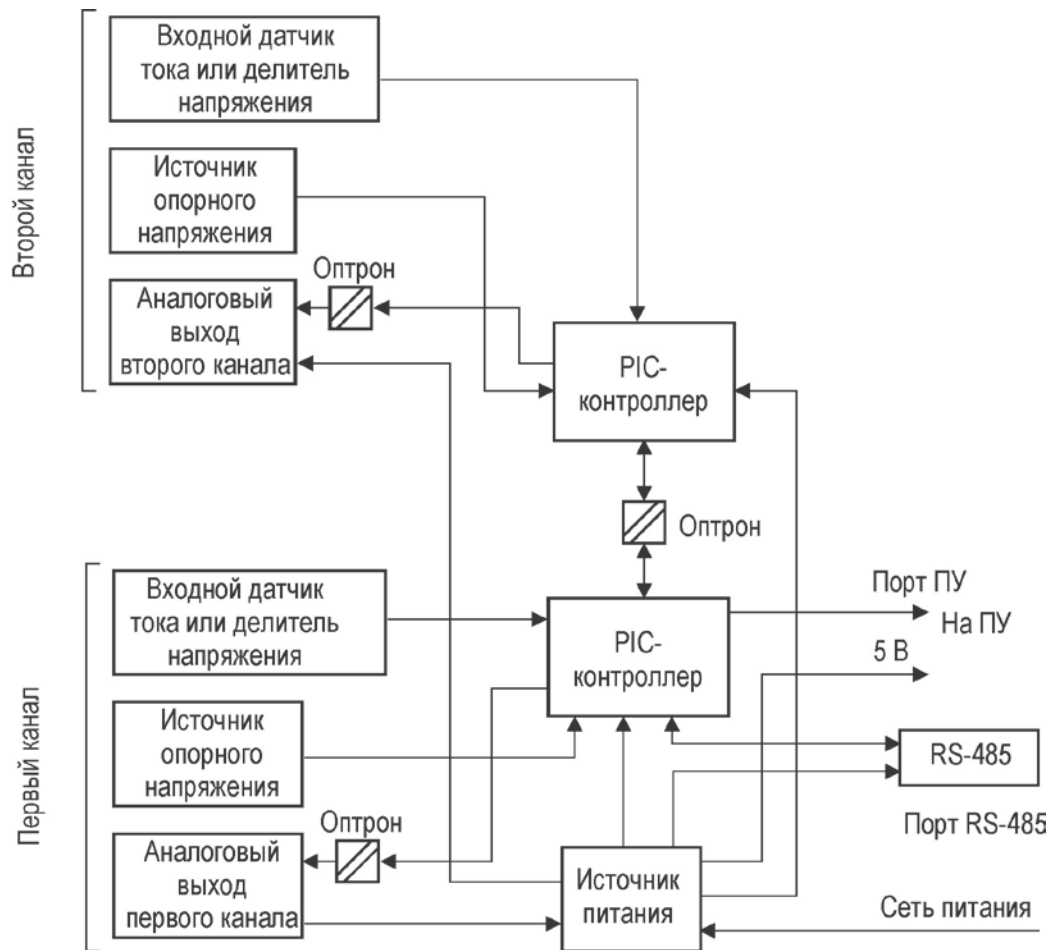 Второй канал
Входной датчик
тока или делитель
напряжения
Источник
опорного
напряжения
Оптрон
Аналоговый
выход
второго канала
PIC-
контроллер
Оптрон
Первый канал
Входной датчик
тока или делитель
напряжения
PIC-
контроллер
Порт ПУ
На ПУ
5 В
Источник
опорного
напряжения
RS-485
Порт RS-485
Оптрон
Аналоговый
выход
первого канала
Источник
питания
Сеть питания